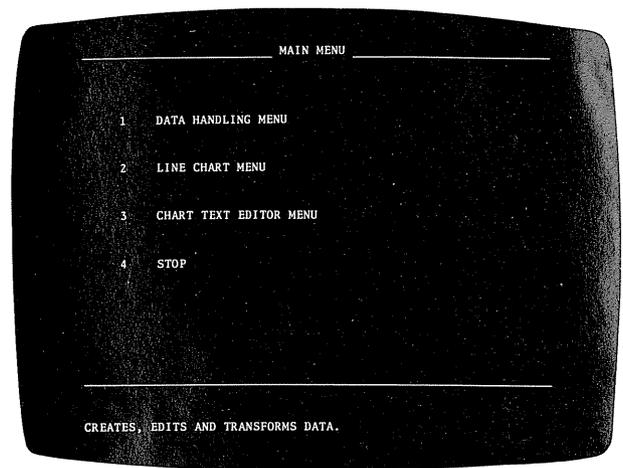 MAIN MENU
1 DATA HANDLING MENU
2 LINE CHART MENU
3 CHART TEXT EDITOR MENU
4 STOP
CREATES, EDITS AND TRANSFORMS DATA.